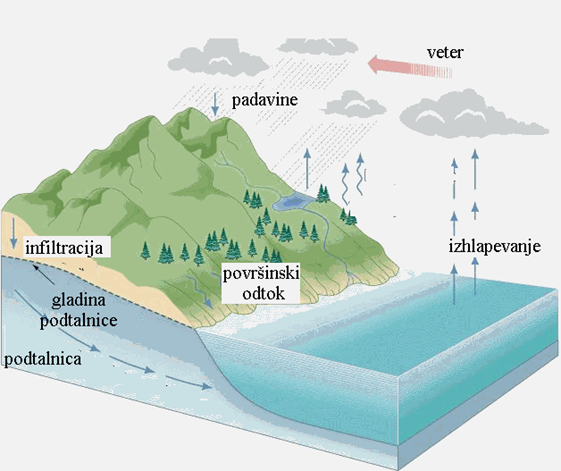 veter
padavine
izhlapevanje
infiltracija
površinski
odtok
gladina
podtalnice
podtalnica